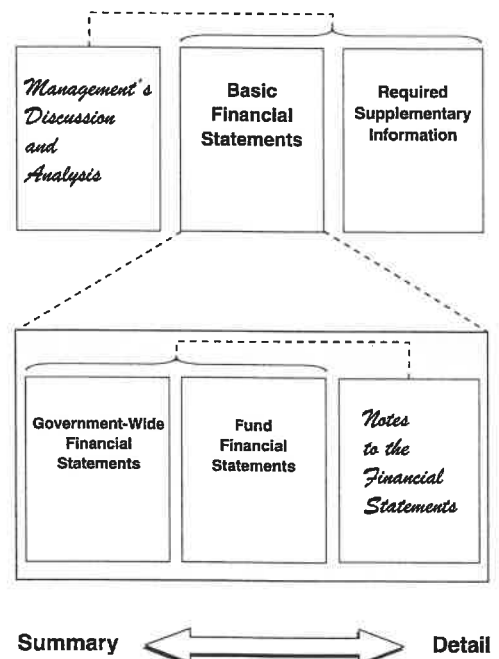 Management's
Discussion
and
Analysis
Basic
Financial
Statements
Required
Supplementary
Information
Government-Wide
Financial
Statements
Fund
Financial
Statements
Notes
to the
Financial
Statements
Summary
Detail